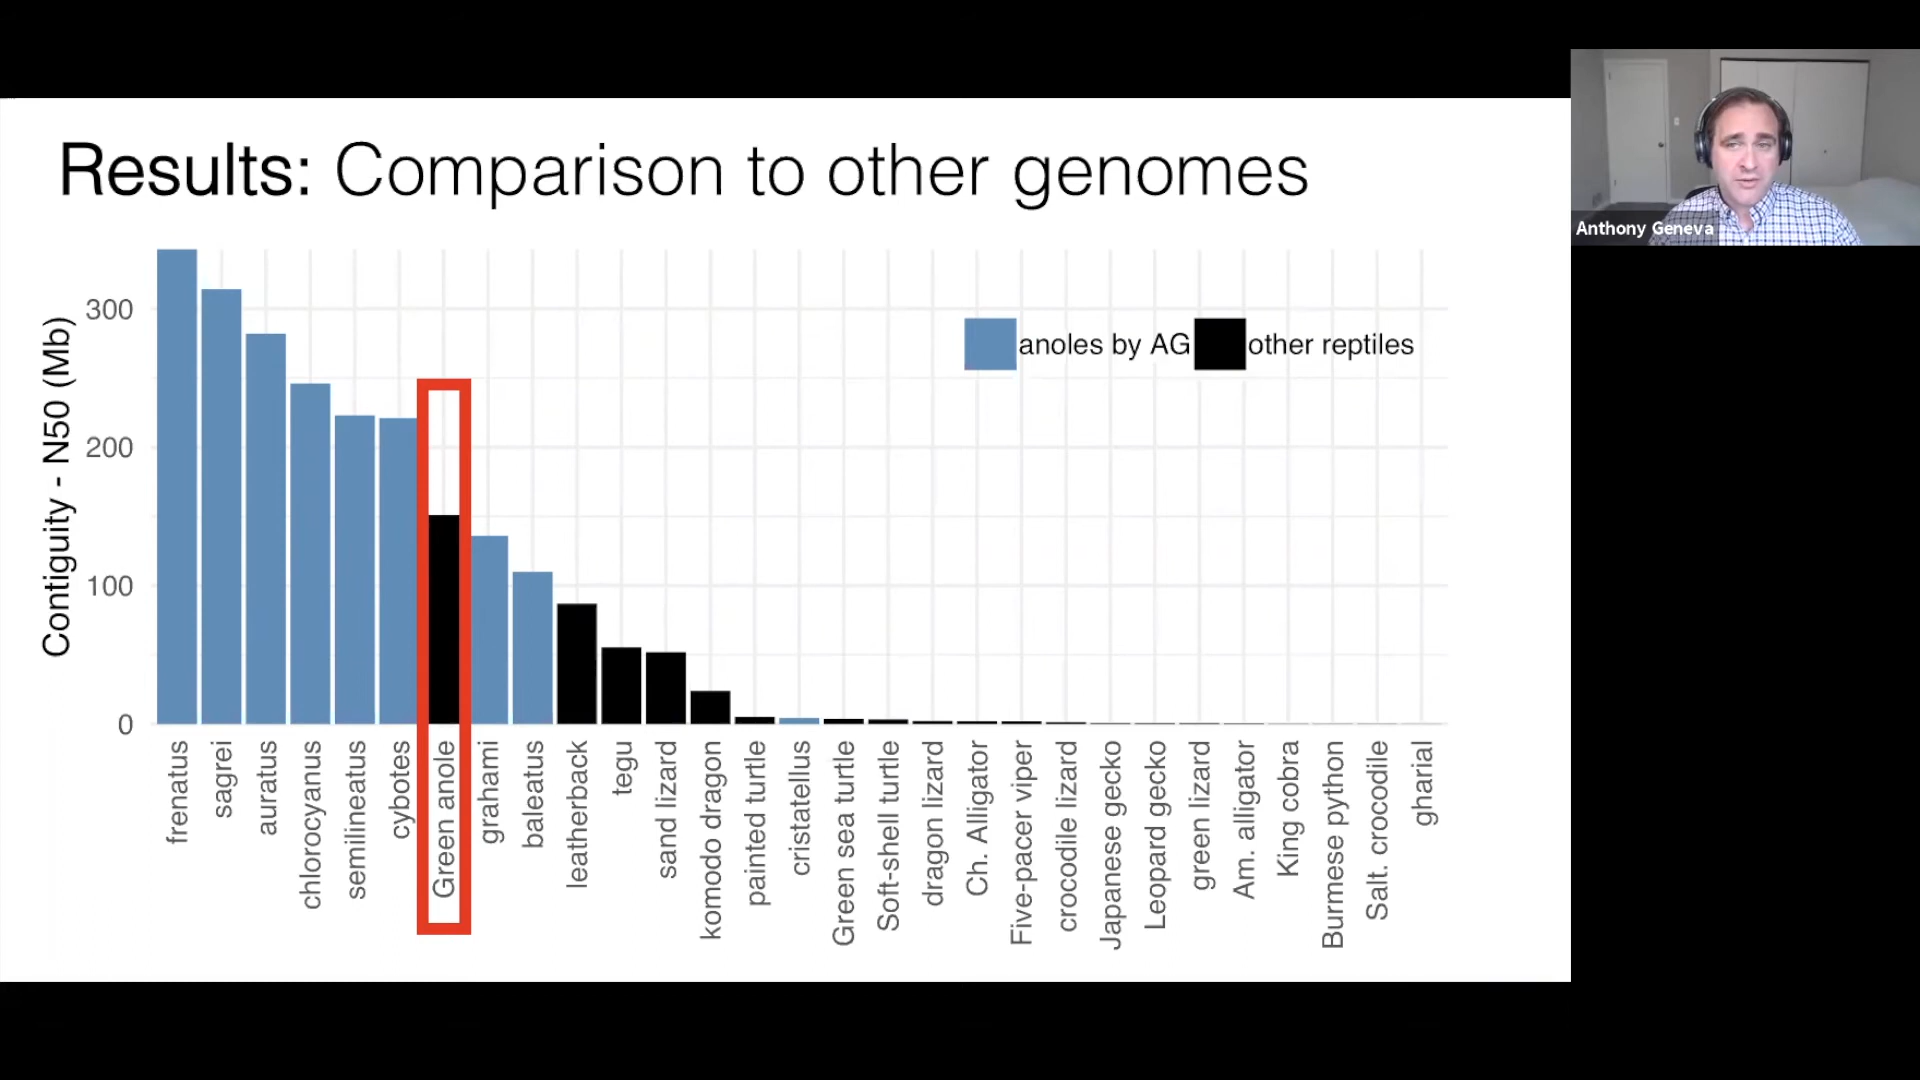 Results: Comparison to other genomes
Anthony Geneva
Contiguity - N50 (Mb)
300
200
100
0
anoles by AG
other reptiles
frenatus
sagrei
auratus
chlorocyanus
semilineatus
cybotes
Green anole
grahami
baleatus
leatherback
tegu
sand lizard
komodo dragon
painted turtle
cristatellus
Green sea turtle
Soft-shell turtle
dragon lizard
Ch. Alligator
Five-pacer viper
crocodile lizard
Japanese gecko
Leopard gecko
green lizard
Am. alligator
King cobra
Burmese python
Salt. crocodile
gharial